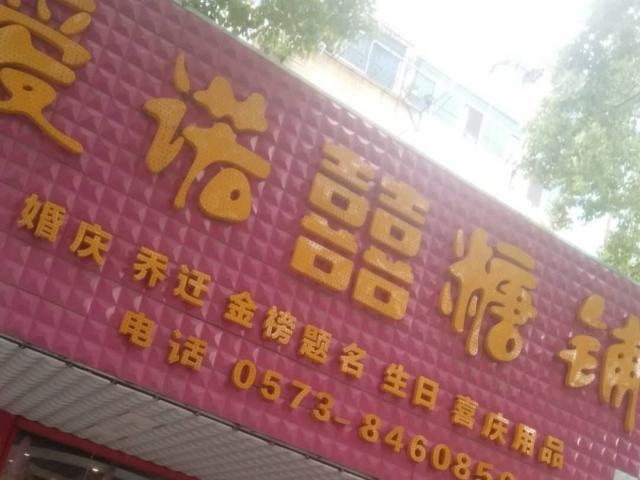 爱诺囍糖铺
婚庆 乔迁 金榜题名 生日 喜庆用品
电话 0573-846085